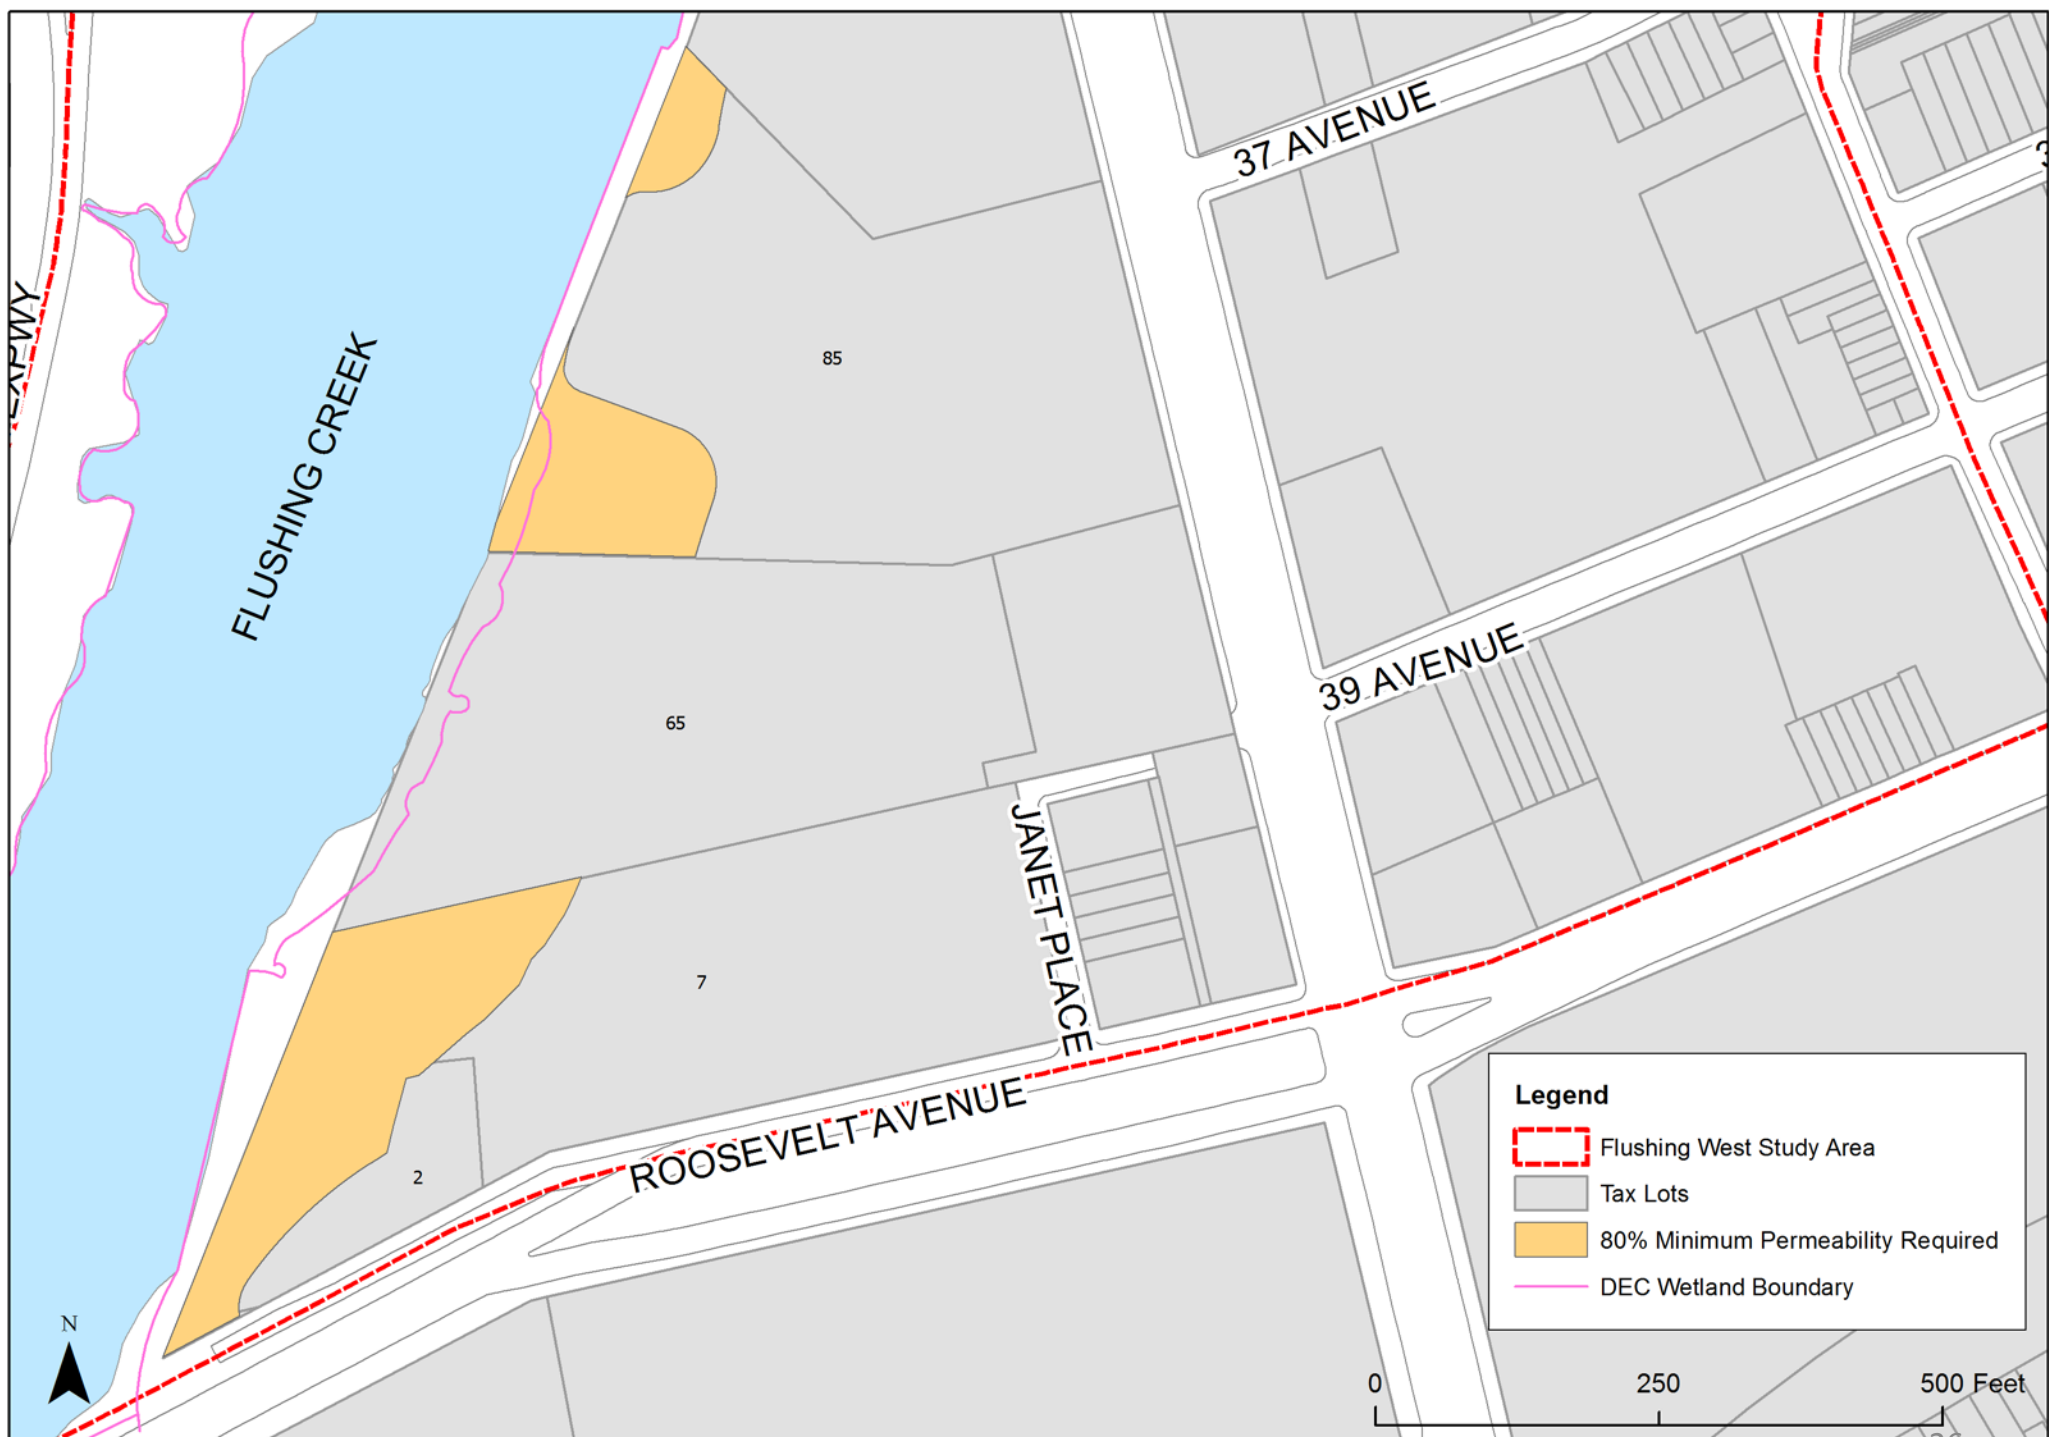 37 AVENUE
EXPWY
FLUSHING CREEK
85
39 AVENUE
65
JANET PLACE
7
ROOSEVELT AVENUE
2
Legend
Flushing West Study Area
Tax Lots
80% Minimum Permeability Required
DEC Wetland Boundary
N
0 250 500 Feet